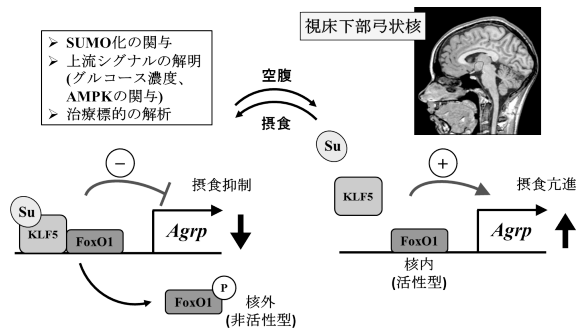 ➢ SUMO化の関与
➢ 上流シグナルの解明
(グルコース濃度、
AMPKの関与)
➢ 治療標的の解析
空腹
摂食
視床下部弓状核
Su
−
摂食抑制
Su
KLF5
FoxO1
Agrp
FoxO1
P
核外
(非活性型)
+
摂食亢進
KLF5
FoxO1
Agrp
核内
(活性型)